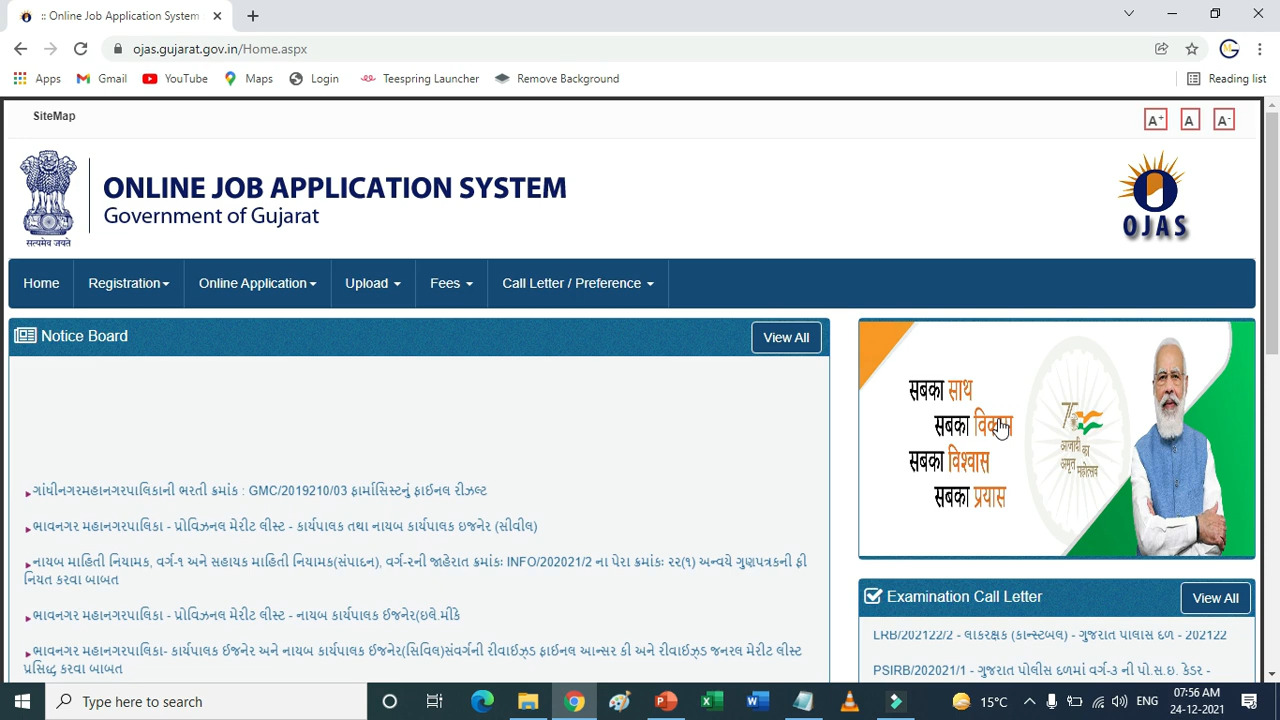 :: Online Job Application System
ojas.gujarat.gov.in/Home.aspx
Apps Gmail YouTube Maps Login Teespring Launcher Remove Background Reading list
SiteMap
A+ A A-
सत्यमेव जयते
ONLINE JOB APPLICATION SYSTEM
Government of Gujarat
OJAS
Home Registration Online Application Upload Fees Call Letter / Preference
Notice Board View All
ગાંધીનગરમહાનગરપાલિકાની ભરતી ક્રમાંક : GMC/2019210/03 ફાર્માસિસ્ટનું ફાઈનલ રીઝલ્ટ
ભાવનગર મહાનગરપાલિકા - પ્રોવિઝનલ મેરીટ લીસ્ટ - કાર્યપાલક તથા નાયબ કાર્યપાલક ઇજનેર (સીવીલ)
નાયબ માહિતી નિયામક, વર્ગ-૧ અને સહાયક માહિતી નિયામક(સંપાદન), વર્ગ-૨ની જાહેરાત ક્રમાંકઃ INFO/202021/2 ના પેરા ક્રમાંકઃ ૨૨(૧) અન્વયે ગુણપત્રકની ફી
નિયત કરવા બાબત
ભાવનગર મહાનગરપાલિકા - પ્રોવિઝનલ મેરીટ લીસ્ટ - નાયબ કાર્યપાલક ઈજનેર(ઇલે.મીકે
ભાવનગર મહાનગરપાલિકા- કાર્યપાલક ઈજનેર અને નાયબ કાર્યપાલક ઈજનેર(સિવિલ)સંવર્ગની રીવાઈઝ્ડ ફાઈનલ આન્સર કી અને રીવાઈઝ્ડ જનરલ મેરીટ લીસ્ટ
પ્રસિદ્ધ કરવા બાબત
सबका साथ
सबका विकास
सबका विश्वास
सबका प्रयास
75
आज़ादी का
अमृत महोत्सव
Examination Call Letter View All
LRB/202122/2 - લોકરક્ષક (કોન્સ્ટેબલ) - ગુજરાત પોલીસ દળ - 202122
PSIRB/202021/1 - ગુજરાત પોલીસ દળમાં વર્ગ-૩ ની પો.સ.ઇ. કેડર -
Type here to search
15°C ENG 07:56 AM
24-12-2021